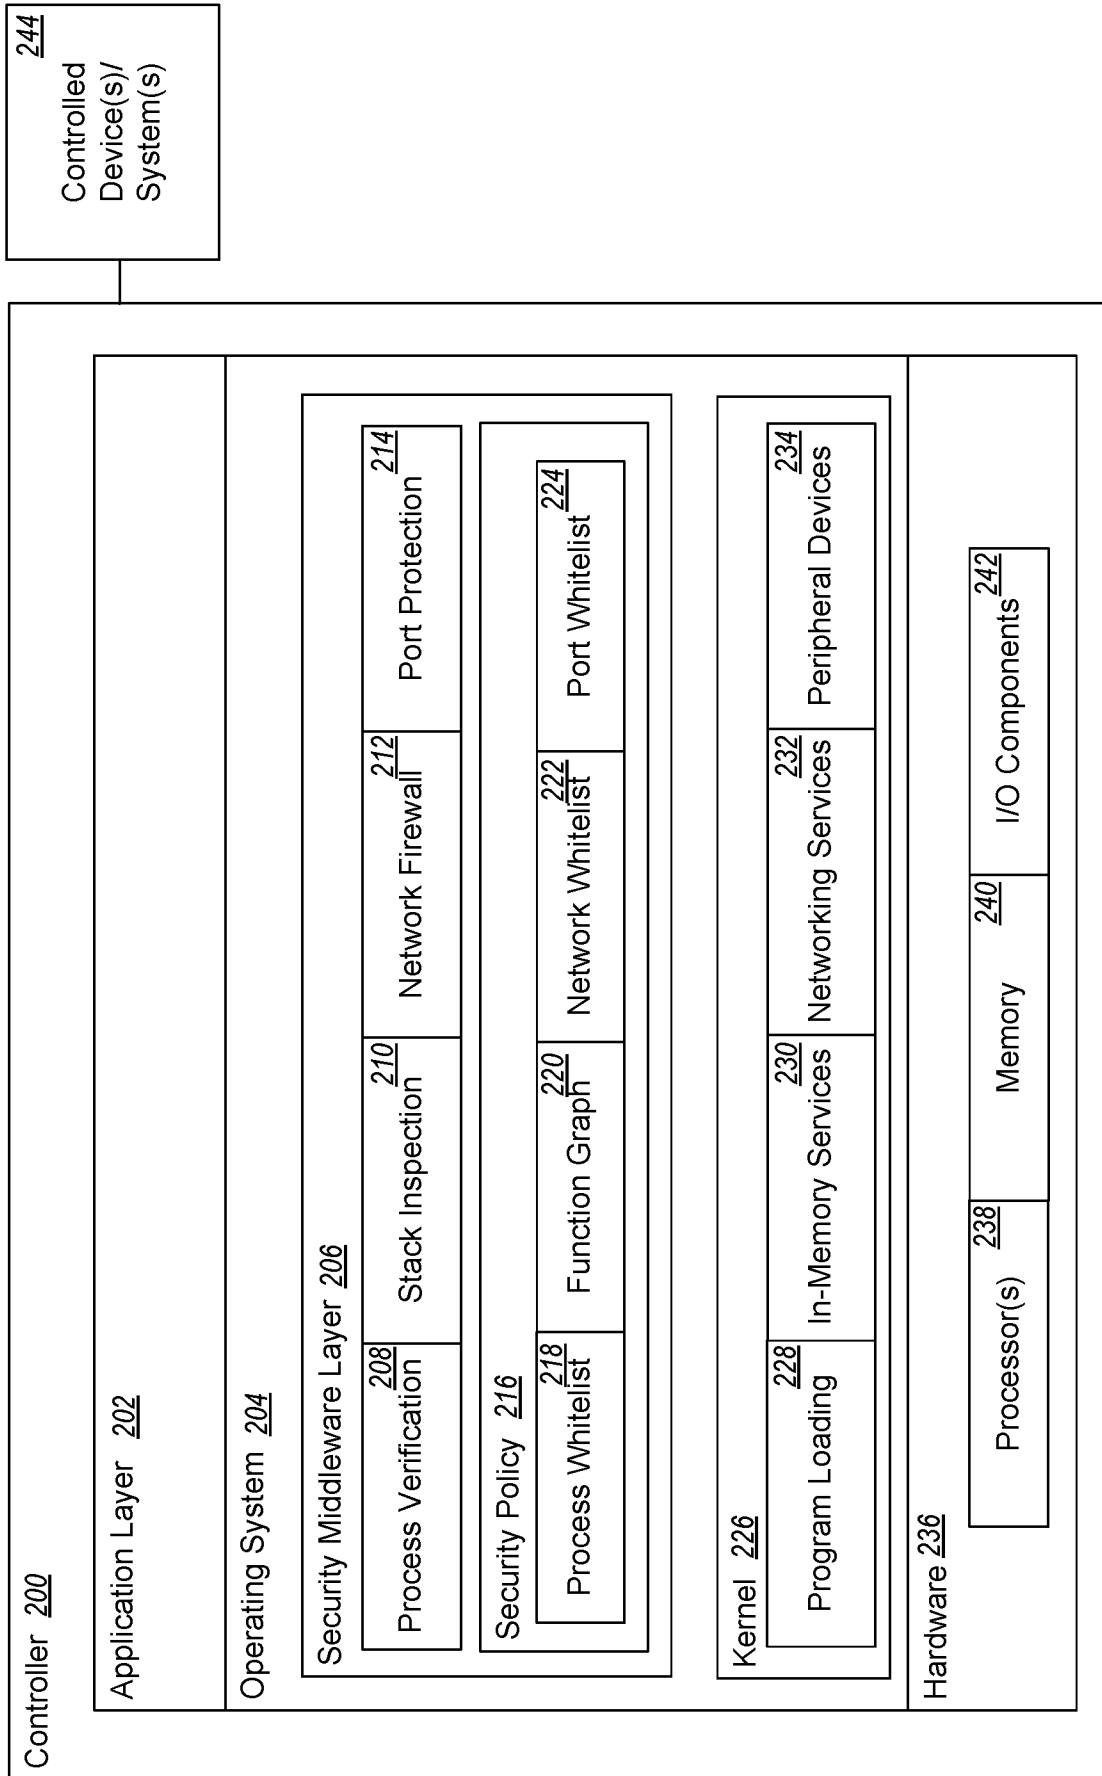 Controller 200
Application Layer 202
Operating System 204
Security Middleware Layer 206
208
Process Verification
210
Stack Inspection
212
Network Firewall
214
Port Protection
Security Policy 216
218
Process Whitelist
220
Function Graph
222
Network Whitelist
224
Port Whitelist
Kernel 226
228
Program Loading
230
In-Memory Services
232
Networking Services
234
Peripheral Devices
Hardware 236
238
Processor(s)
240
Memory
242
I/O Components
244
Controlled
Device(s)/
System(s)